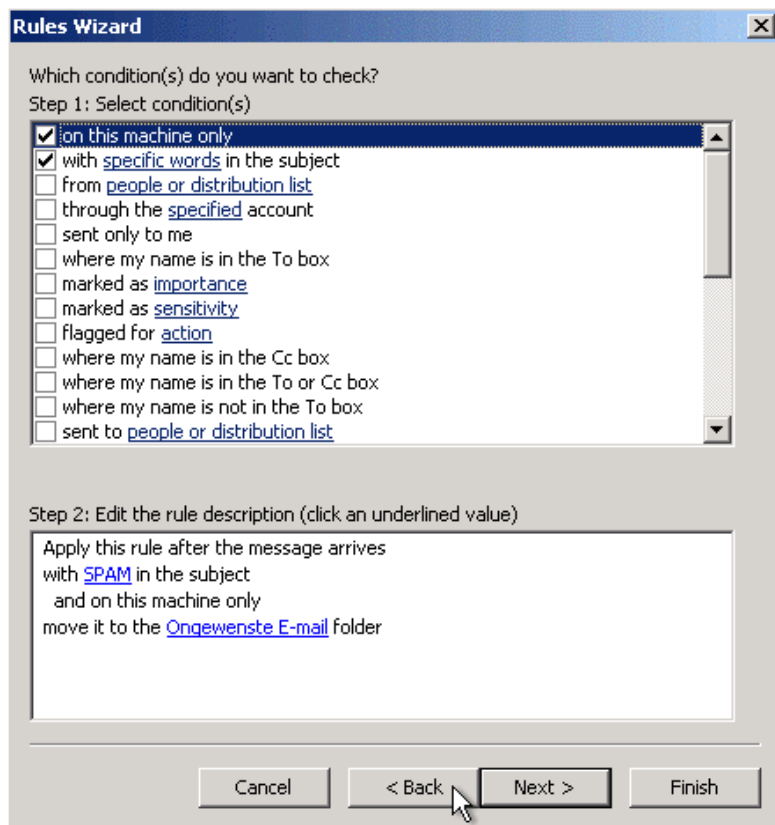 Rules Wizard
Which condition(s) do you want to check?
Step 1: Select condition(s)
on this machine only
with specific words in the subject
from people or distribution list
through the specified account
sent only to me
where my name is in the To box
marked as importance
marked as sensitivity
flagged for action
where my name is in the Cc box
where my name is in the To or Cc box
where my name is not in the To box
sent to people or distribution list
Step 2: Edit the rule description (click an underlined value)
Apply this rule after the message arrives
with SPAM in the subject
and on this machine only
move it to the Ongewenste E-mail folder
Cancel < Back Next > Finish